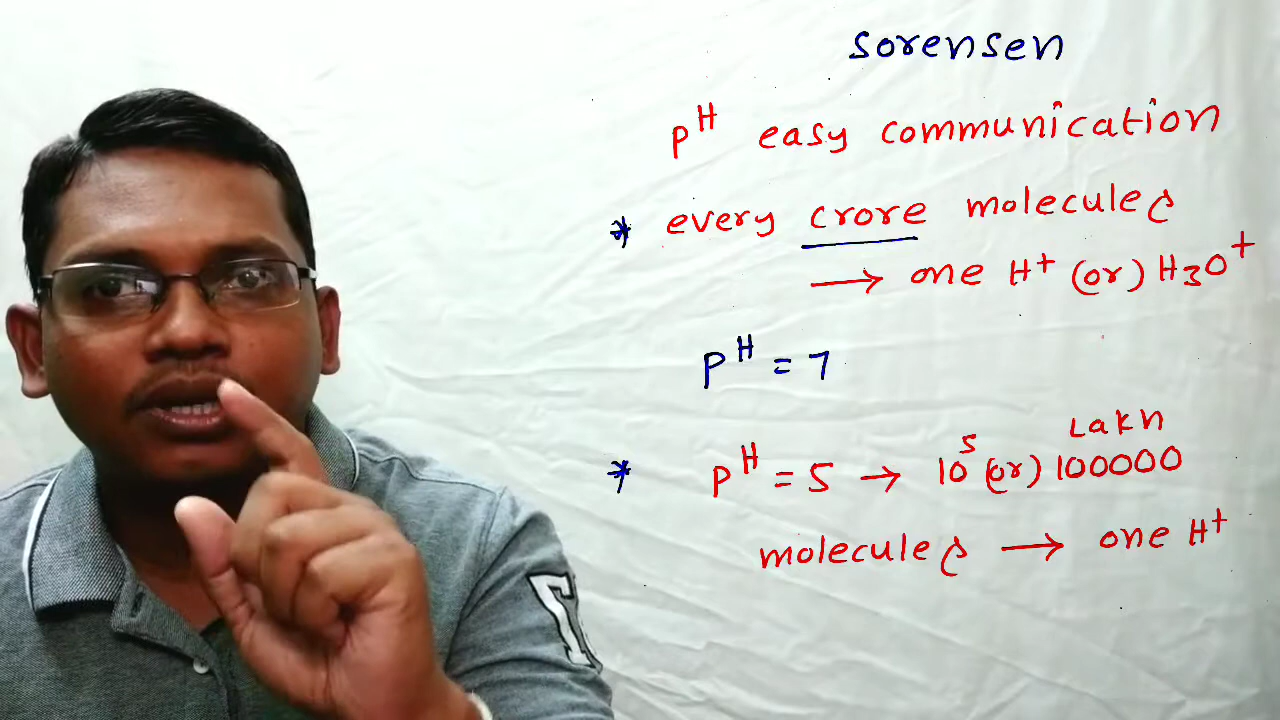 sorensen
pH easy communication
* every crore molecules
→ one H+ (or) H3O+
PH = 7
Lakh
* pH = 5 → 10^5 (or) 100000
molecules → one H+